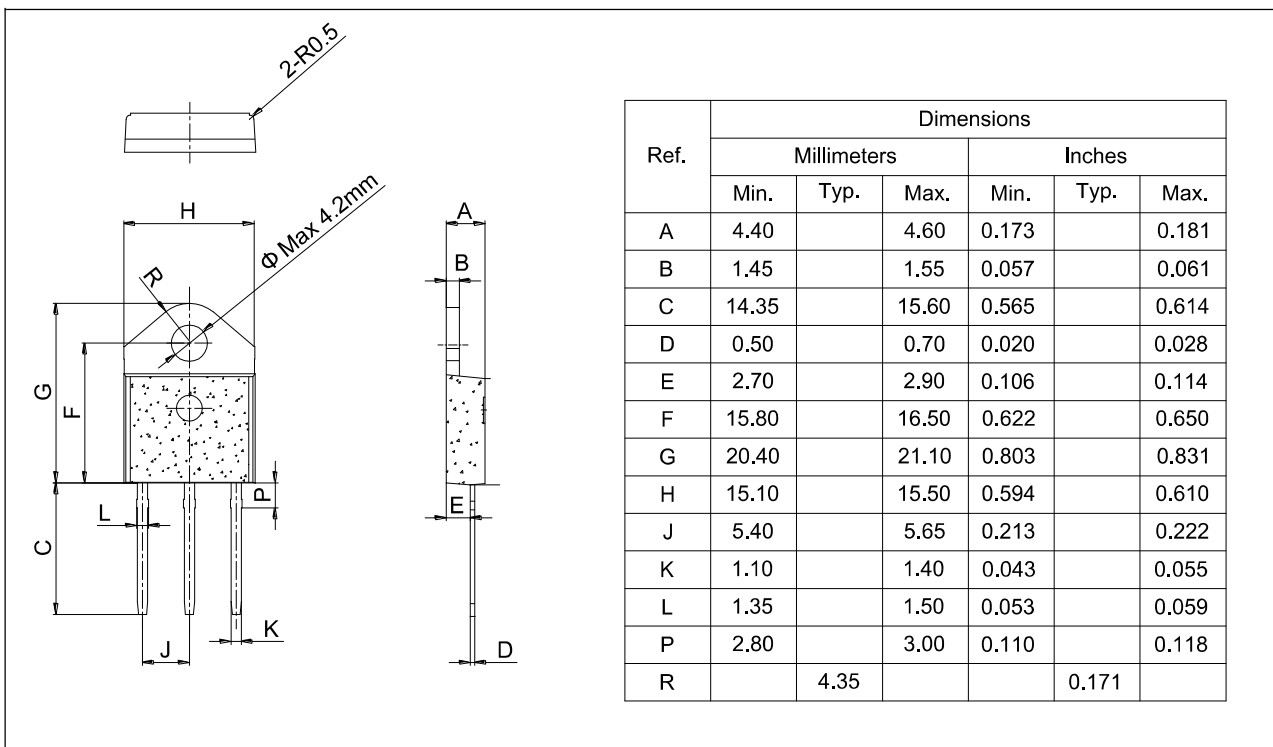 2-R0.5
H
Φ Max 4.2mm
R
G
F
L
P
C
J
K
A
B
E
D
Ref. Dimensions
Millimeters Inches
Min. Typ. Max. Min. Typ. Max.
A 4.40 4.60 0.173 0.181
B 1.45 1.55 0.057 0.061
C 14.35 15.60 0.565 0.614
D 0.50 0.70 0.020 0.028
E 2.70 2.90 0.106 0.114
F 15.80 16.50 0.622 0.650
G 20.40 21.10 0.803 0.831
H 15.10 15.50 0.594 0.610
J 5.40 5.65 0.213 0.222
K 1.10 1.40 0.043 0.055
L 1.35 1.50 0.053 0.059
P 2.80 3.00 0.110 0.118
R 4.35 0.171